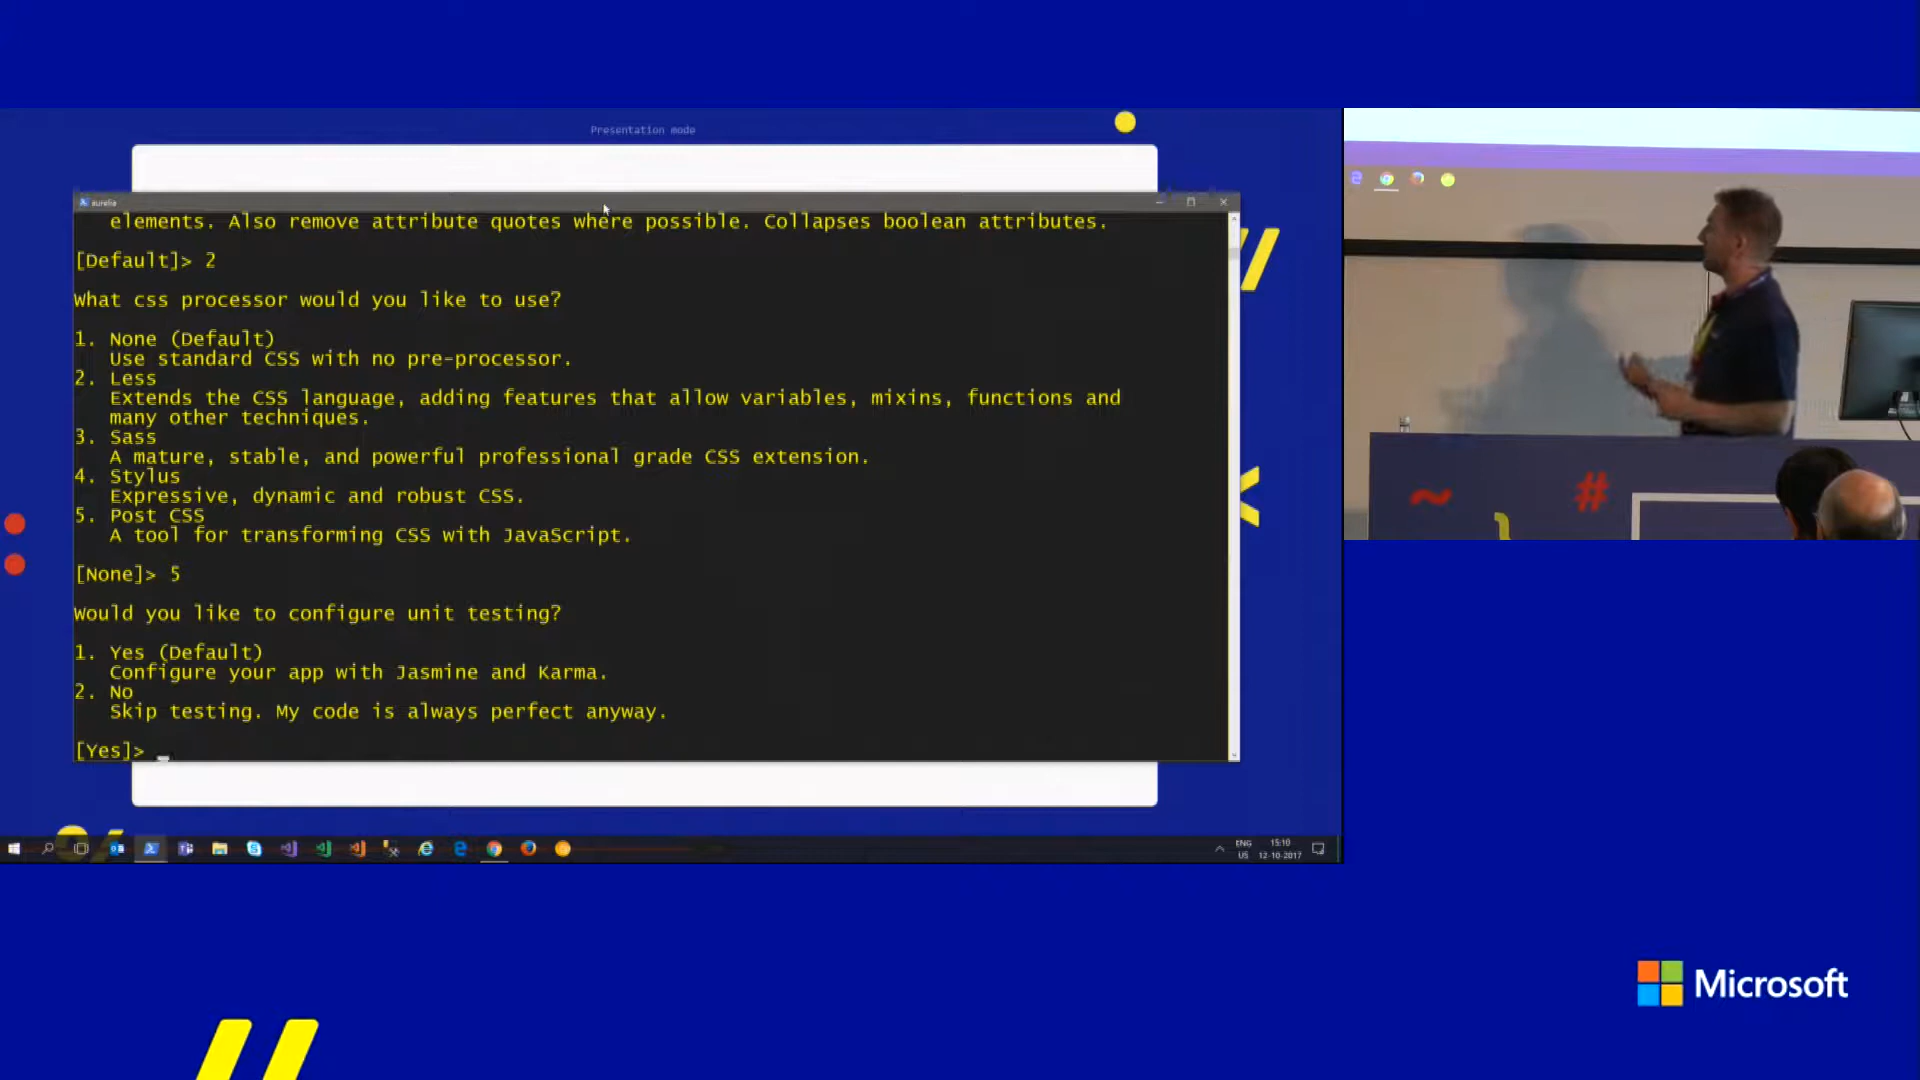 Presentation mode
aurelia
elements. Also remove attribute quotes where possible. Collapses boolean attributes.
[Default]> 2
What css processor would you like to use?
1. None (Default)
Use standard CSS with no pre-processor.
2. Less
Extends the CSS language, adding features that allow variables, mixins, functions and
many other techniques.
3. Sass
A mature, stable, and powerful professional grade CSS extension.
4. Stylus
Expressive, dynamic and robust CSS.
5. Post CSS
A tool for transforming CSS with JavaScript.
[None]> 5
Would you like to configure unit testing?
1. Yes (Default)
Configure your app with Jasmine and Karma.
2. No
Skip testing. My code is always perfect anyway.
[Yes]>
ENG
US
15:10
12-10-2017
~ } #
Microsoft
//